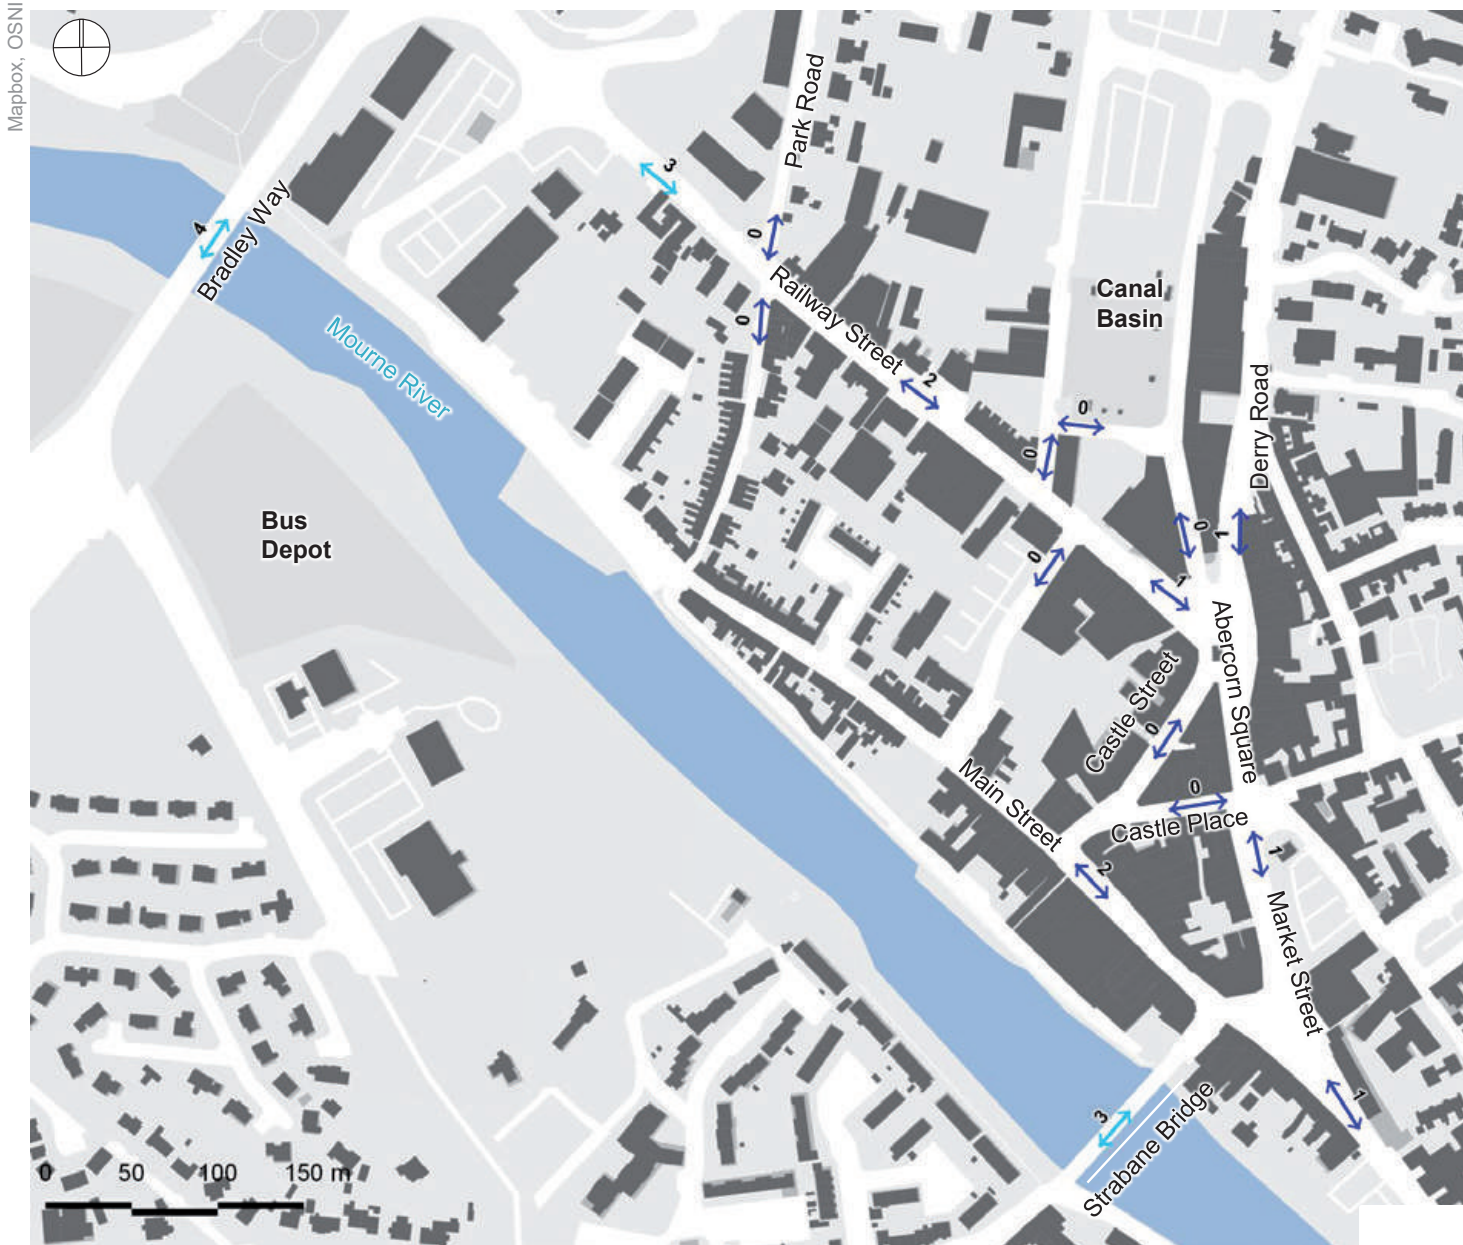 Mapbox, OSNI
Park Road
3
4
Bradley Way
0
Railway Street
0
Canal
Basin
Mourne River
2
0
0
Derry Road
Bus
Depot
0
1
0
1
Abercorn Square
Castle Street
0
Main Street
0
Castle Place
1
2
Market Street
1
3
Strabane Bridge
0 50 100 150 m